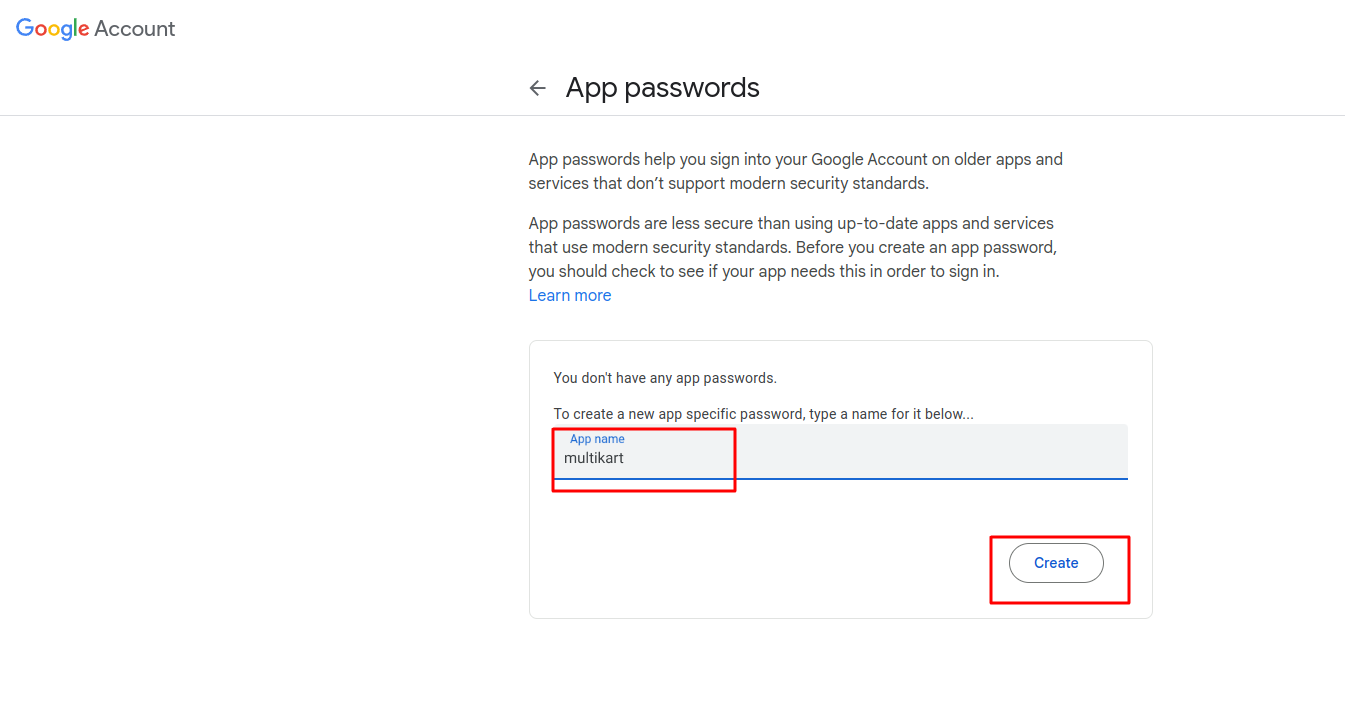 Google Account
App passwords
App passwords help you sign into your Google Account on older apps and
services that don’t support modern security standards.
App passwords are less secure than using up-to-date apps and services
that use modern security standards. Before you create an app password,
you should check to see if your app needs this in order to sign in.
Learn more
You don't have any app passwords.
To create a new app specific password, type a name for it below...
App name
multikart
Create